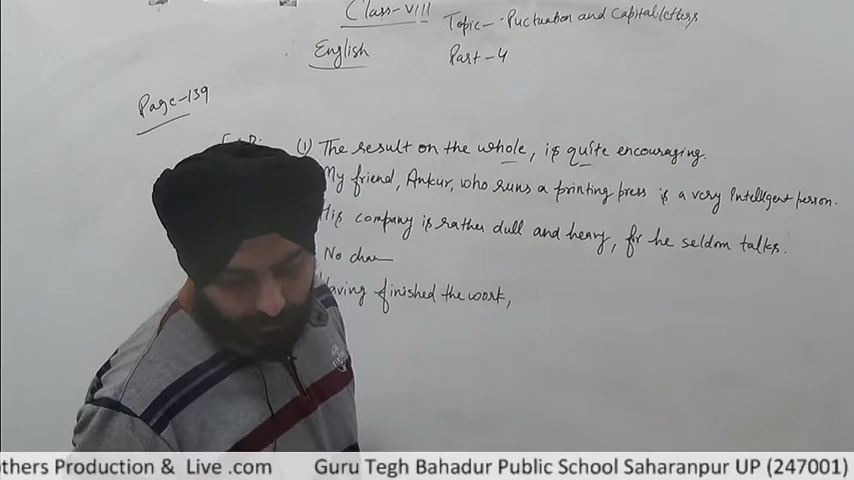 Class-VIII
Topic-- Puctuation and Capital letters
English
Part-4
Page-139
(1) The result on the whole, is quite encouraging.
My friend, Ankur, who runs a printing press is a very Intelligent person.
His company is rather dull and heavy, for he seldom talks.
No chan
Having finished the work,
others Production & Live .com Guru Tegh Bahadur Public School Saharanpur UP (247001)